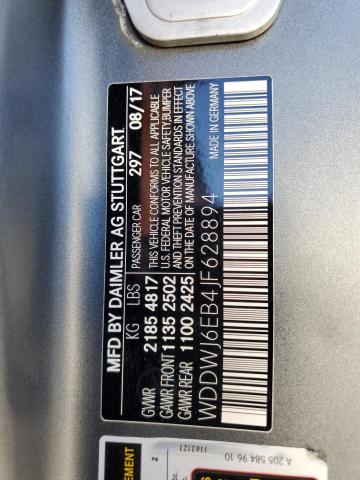 MFD BY DAIMLER AG STUTTGART
PASSENGER CAR 297 08/17
KG LBS
GVWR 2185 4817
GAWR FRONT 1135 2502
GAWR REAR 1100 2425
THIS VEHICLE CONFORMS TO ALL APPLICABLE
U.S. FEDERAL MOTOR VEHICLE SAFETY,BUMPER
AND THEFT PREVENTION STANDARDS IN EFFECT
ON THE DATE OF MANUFACTURE SHOWN ABOVE
MADE IN GERMANY
WDDWJ6EB4JF628894
A 205 584 96 10
1163121
2